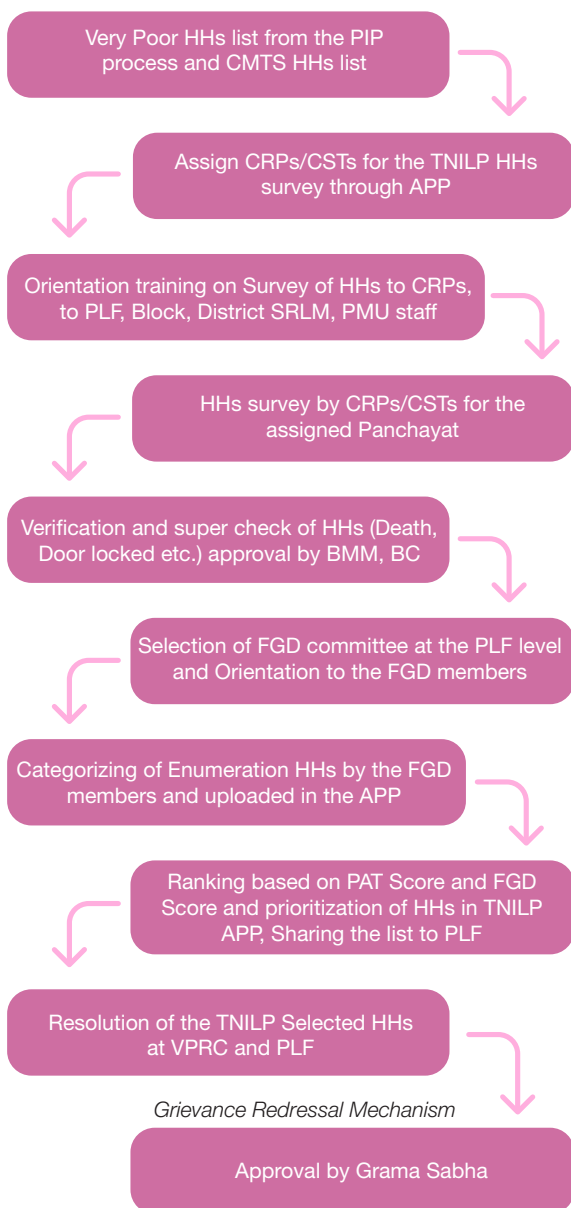 Very Poor HHs list from the PIP
process and CMTS HHs list
Assign CRPs/CSTs for the TNILP HHs
survey through APP
Orientation training on Survey of HHs to CRPs,
to PLF, Block, District SRLM, PMU staff
HHs survey by CRPs/CSTs for the
assigned Panchayat
Verification and super check of HHs (Death,
Door locked etc.) approval by BMM, BC
Selection of FGD committee at the PLF level
and Orientation to the FGD members
Categorizing of Enumeration HHs by the FGD
members and uploaded in the APP
Ranking based on PAT Score and FGD
Score and prioritization of HHs in TNILP
APP, Sharing the list to PLF
Resolution of the TNILP Selected HHs
at VPRC and PLF
Grievance Redressal Mechanism
Approval by Grama Sabha